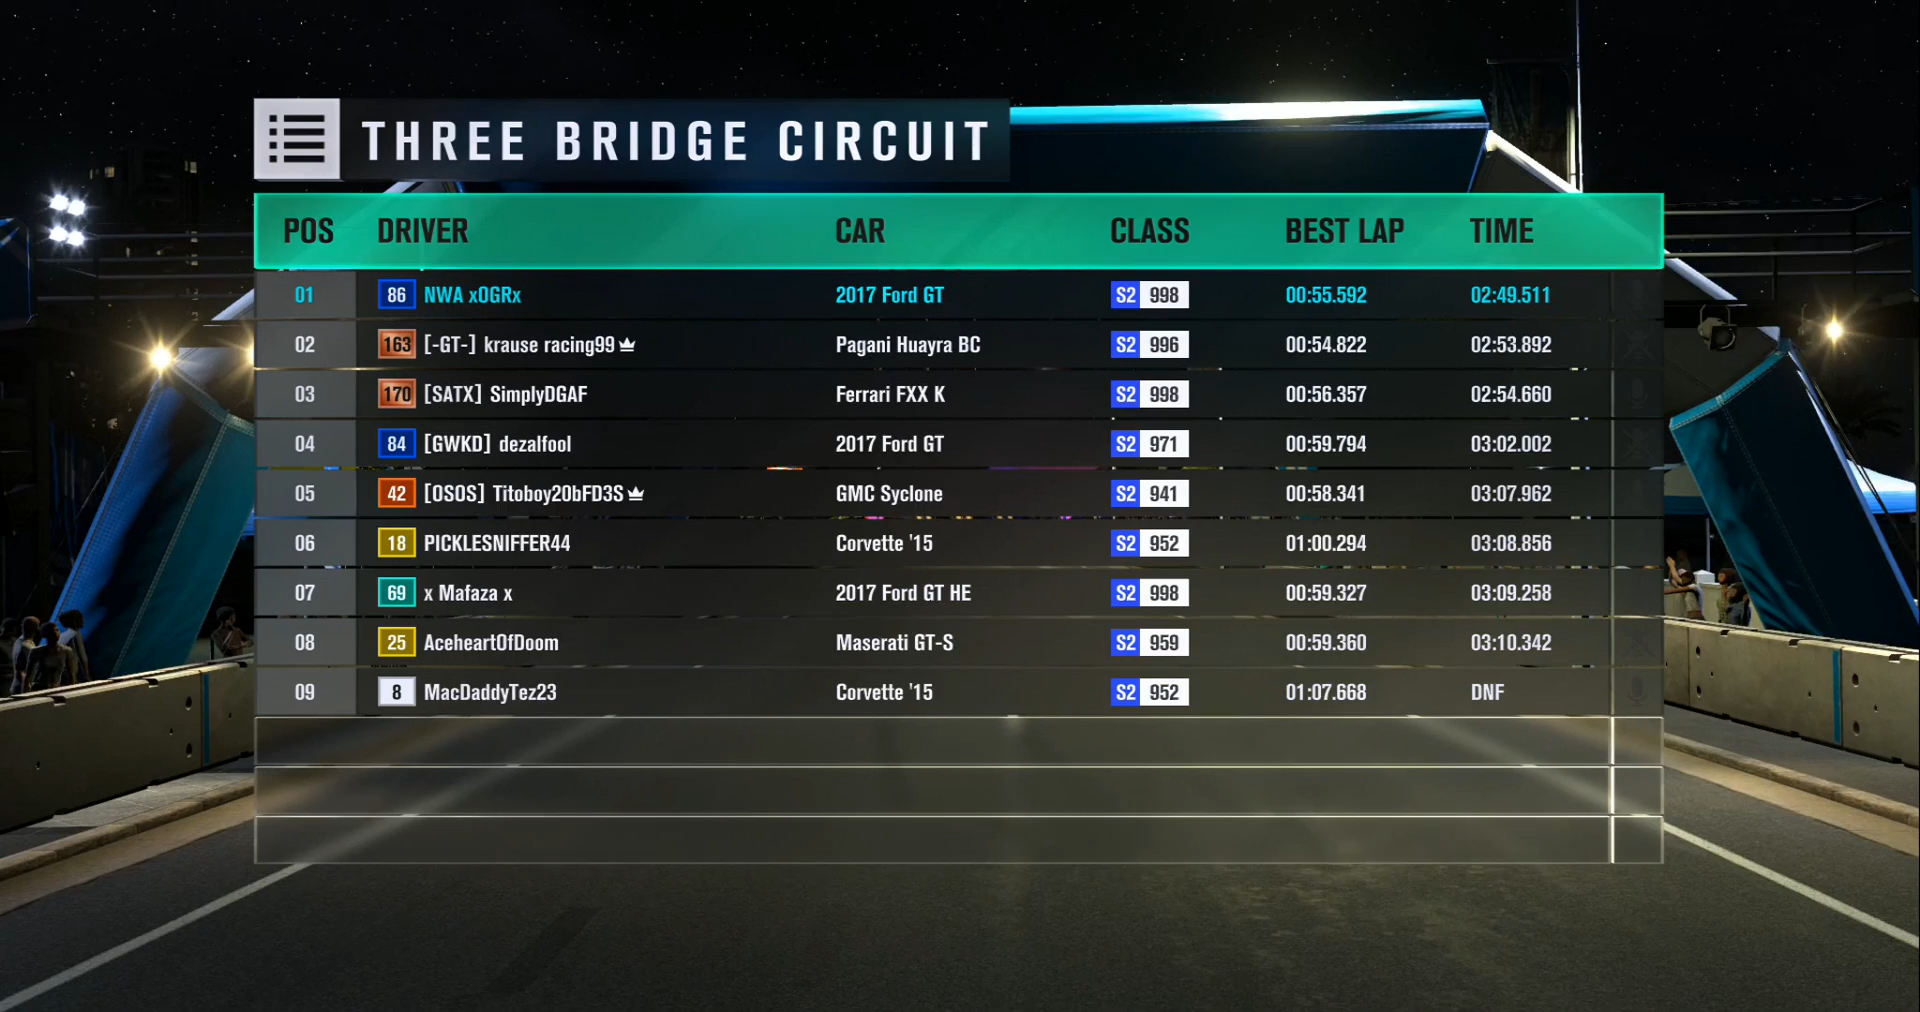 THREE BRIDGE CIRCUIT
POS DRIVER CAR CLASS BEST LAP TIME
01 86 NWA xOGRx 2017 Ford GT S2 998 00:55.592 02:49.511
02 163 [-GT-] krause racing99 Pagani Huayra BC S2 996 00:54.822 02:53.892
03 170 [SATX] SimplyDGAF Ferrari FXX K S2 998 00:56.357 02:54.660
04 84 [GWKD] dezalfool 2017 Ford GT S2 971 00:59.794 03:02.002
05 42 [OSOS] Titoboy20bFD3S GMC Syclone S2 941 00:58.341 03:07.962
06 18 PICKLESNIFFER44 Corvette '15 S2 952 01:00.294 03:08.856
07 69 x Mafaza x 2017 Ford GT HE S2 998 00:59.327 03:09.258
08 25 AceheartOfDoom Maserati GT-S S2 959 00:59.360 03:10.342
09 8 MacDaddyTez23 Corvette '15 S2 952 01:07.668 DNF